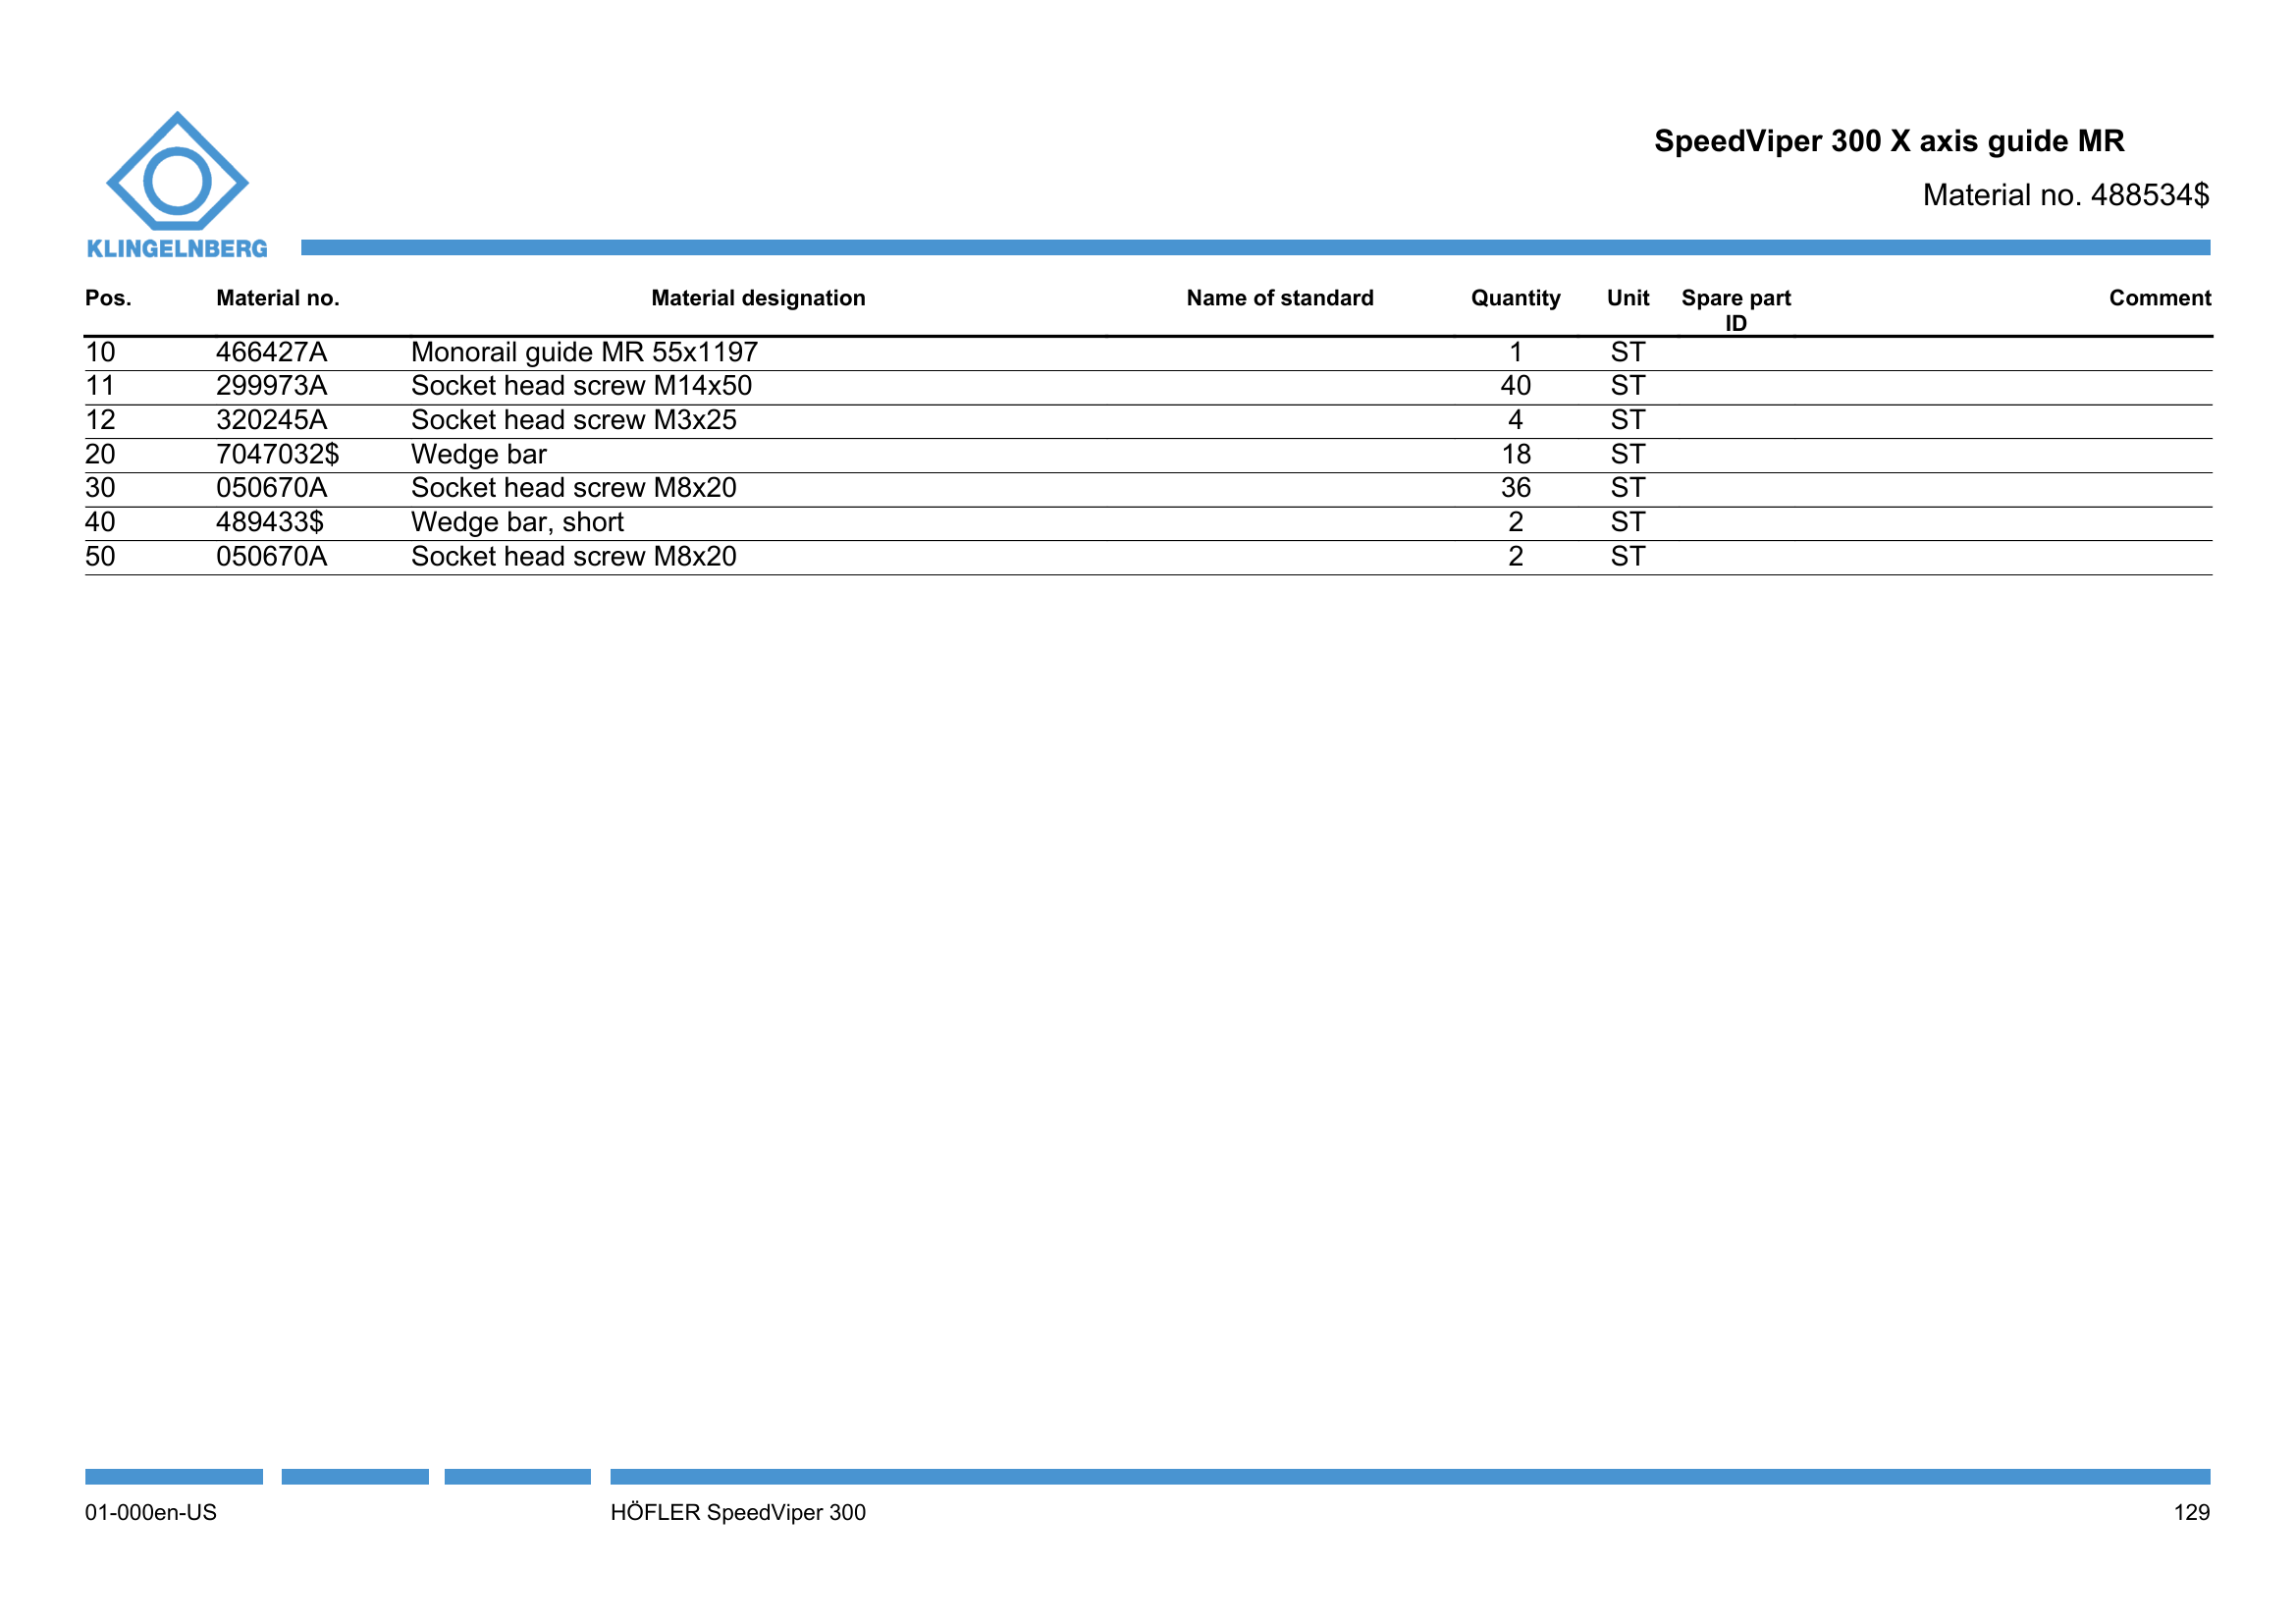 SpeedViper 300 X axis guide MR
Material no. 488534$
KLINGELNBERG
Pos. Material no. Material designation Name of standard Quantity Unit Spare part ID Comment
10 466427A Monorail guide MR 55x1197 1 ST
11 299973A Socket head screw M14x50 40 ST
12 320245A Socket head screw M3x25 4 ST
20 7047032$ Wedge bar 18 ST
30 050670A Socket head screw M8x20 36 ST
40 489433$ Wedge bar, short 2 ST
50 050670A Socket head screw M8x20 2 ST
01-000en-US HÖFLER SpeedViper 300 129